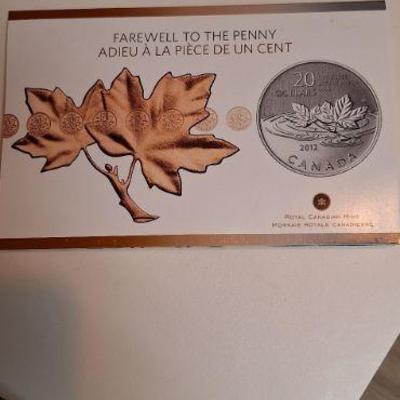 FAREWELL TO THE PENNY
ADIEU À LA PIÈCE DE UN CENT
20
DOLLARS
2012
CANADA
ROYAL CANADIAN MINT
MONNAIE ROYALE CANADIENNE